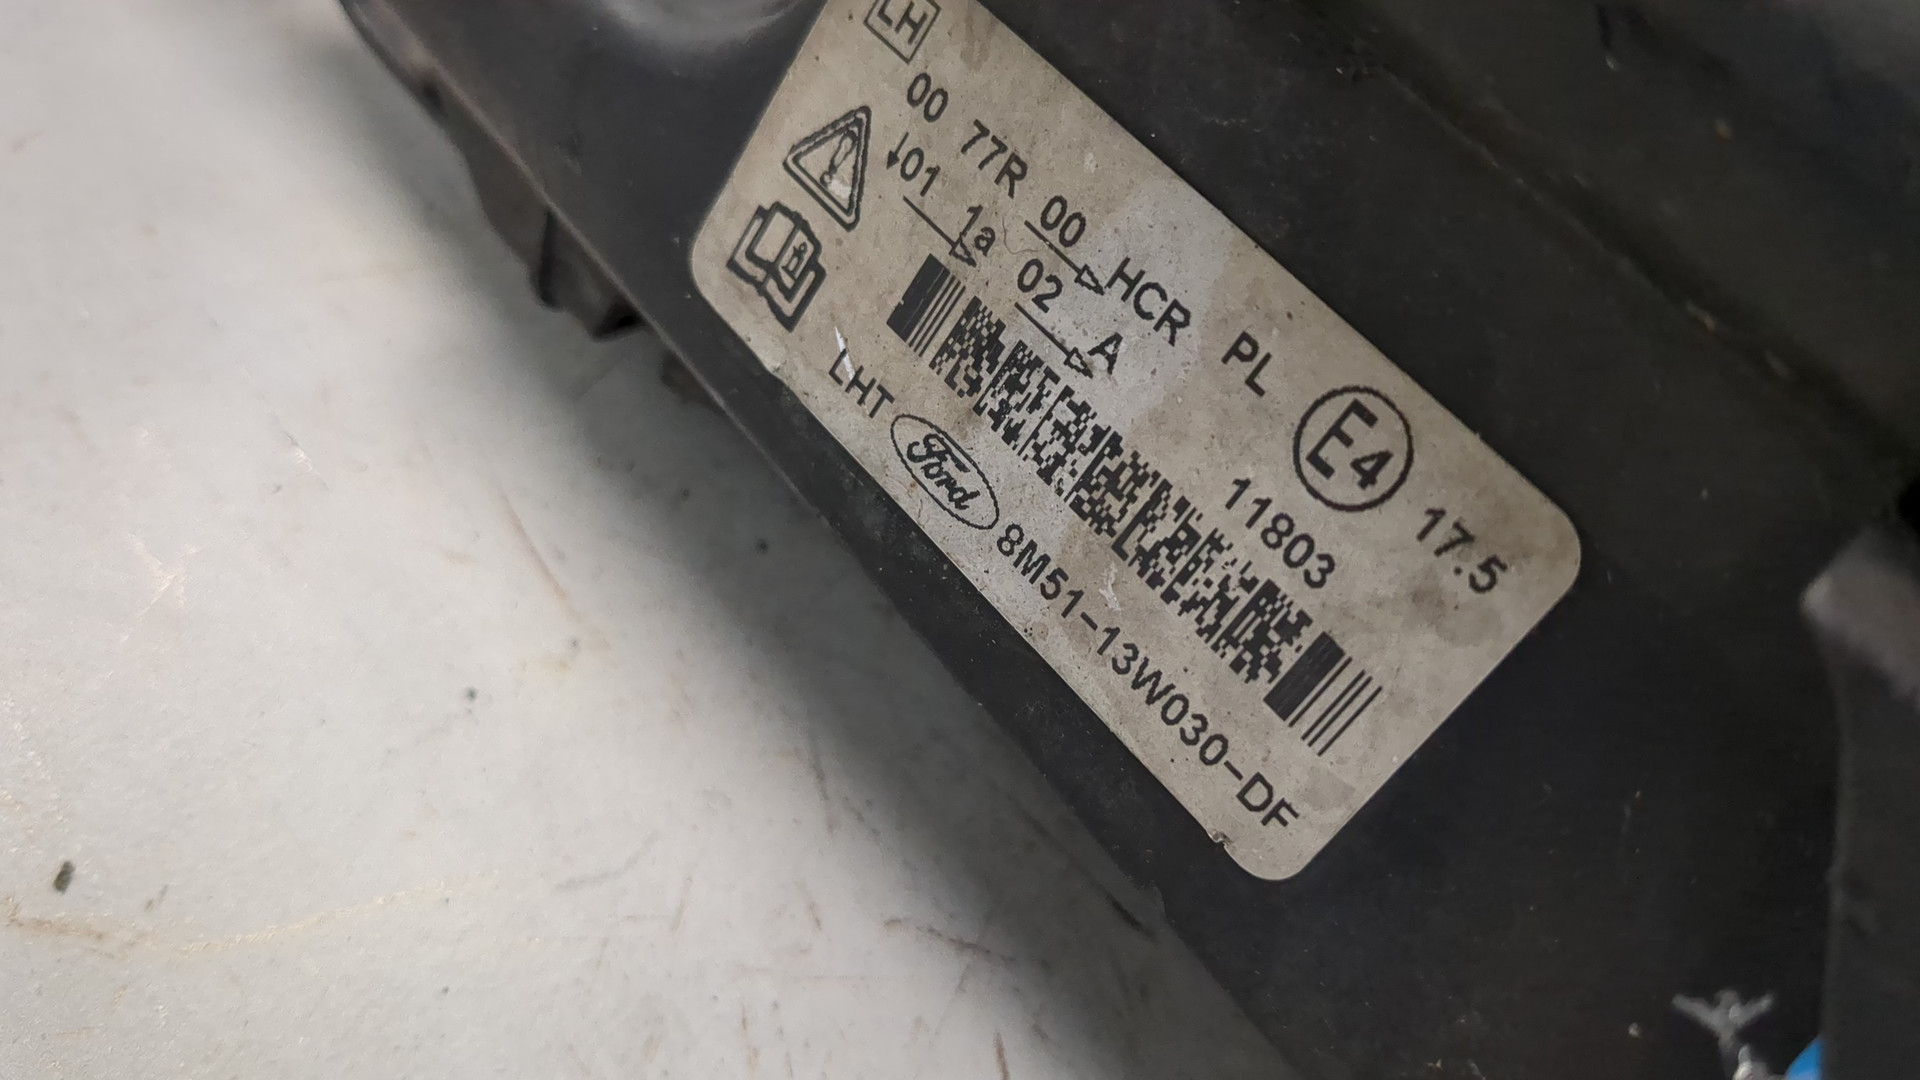 LH
00 77R 00 HCR PL E4 17.5
01 1a 02 A 11803
LHT Ford 8M51-13W030-DF